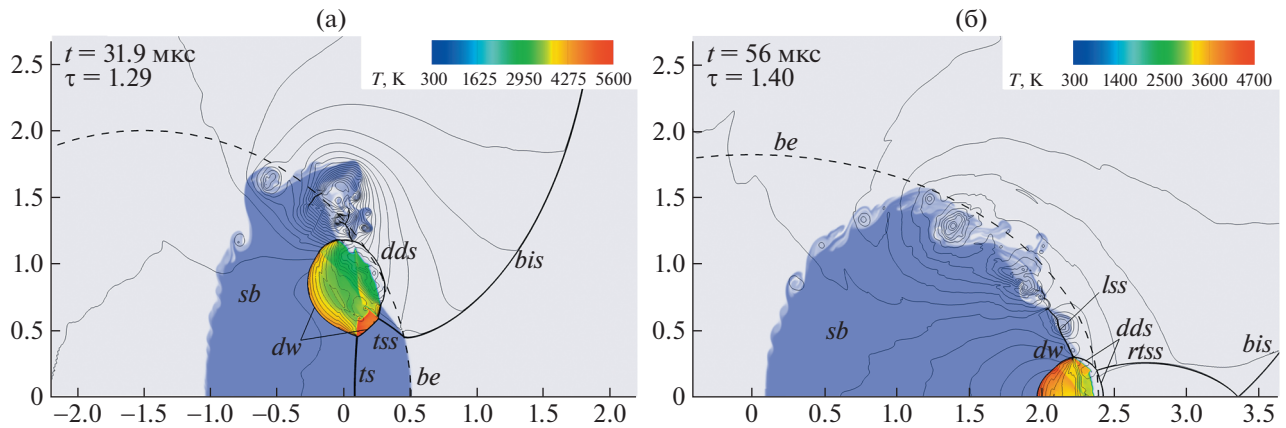 (а)
t = 31.9 мкс
τ = 1.29
T, K
300 1625 2950 4275 5600
2.5
2.0
1.5
1.0
0.5
0
−2.0 −1.5 −1.0 −0.5 0 0.5 1.0 1.5 2.0
sb
dw
dds
tss
ts
be
bis
(б)
t = 56 мкс
τ = 1.40
T, K
300 1400 2500 3600 4700
2.5
2.0
1.5
1.0
0.5
0
0 0.5 1.0 1.5 2.0 2.5 3.0 3.5
be
sb
lss
dds
dw
rtss
bis